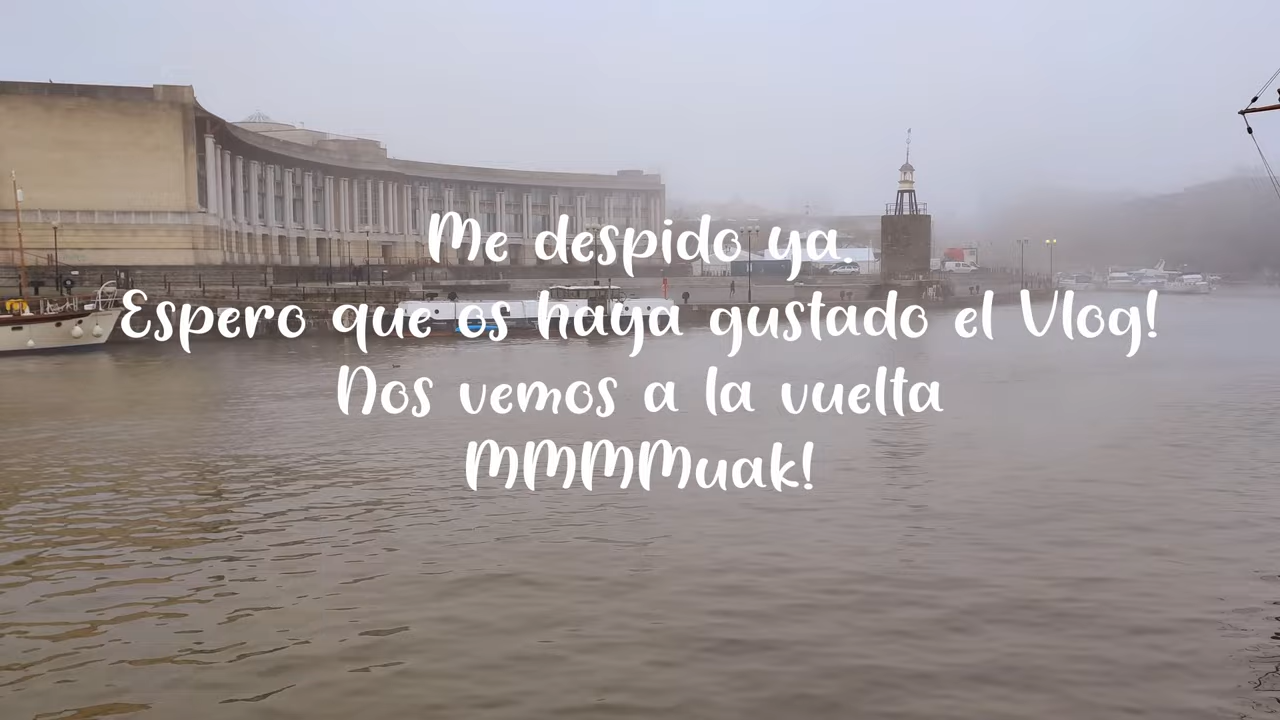 Me despido ya.
Espero que os haya gustado el Vlog!
Nos vemos a la vuelta
MMMMuak!